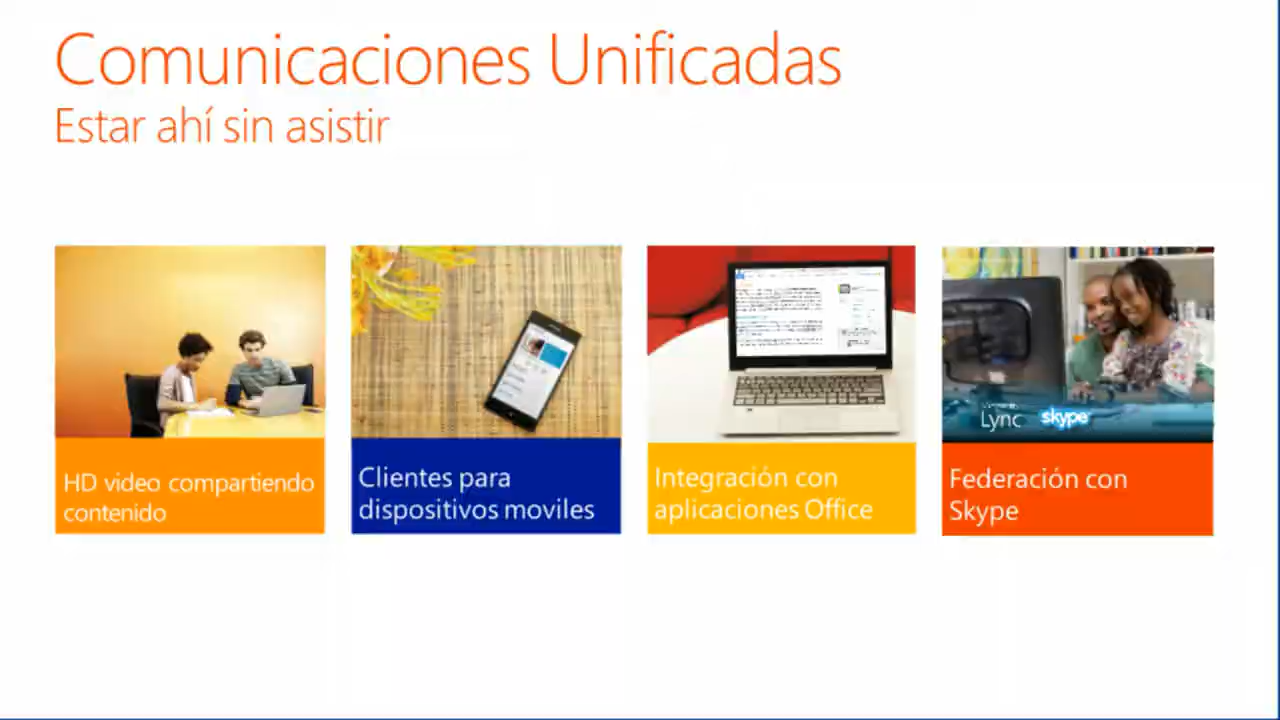 Comunicaciones Unificadas
Estar ahí sin asistir
HD video compartiendo
contenido
Clientes para
dispositivos moviles
Integración con
aplicaciones Office
Lync skype
Federación con
Skype